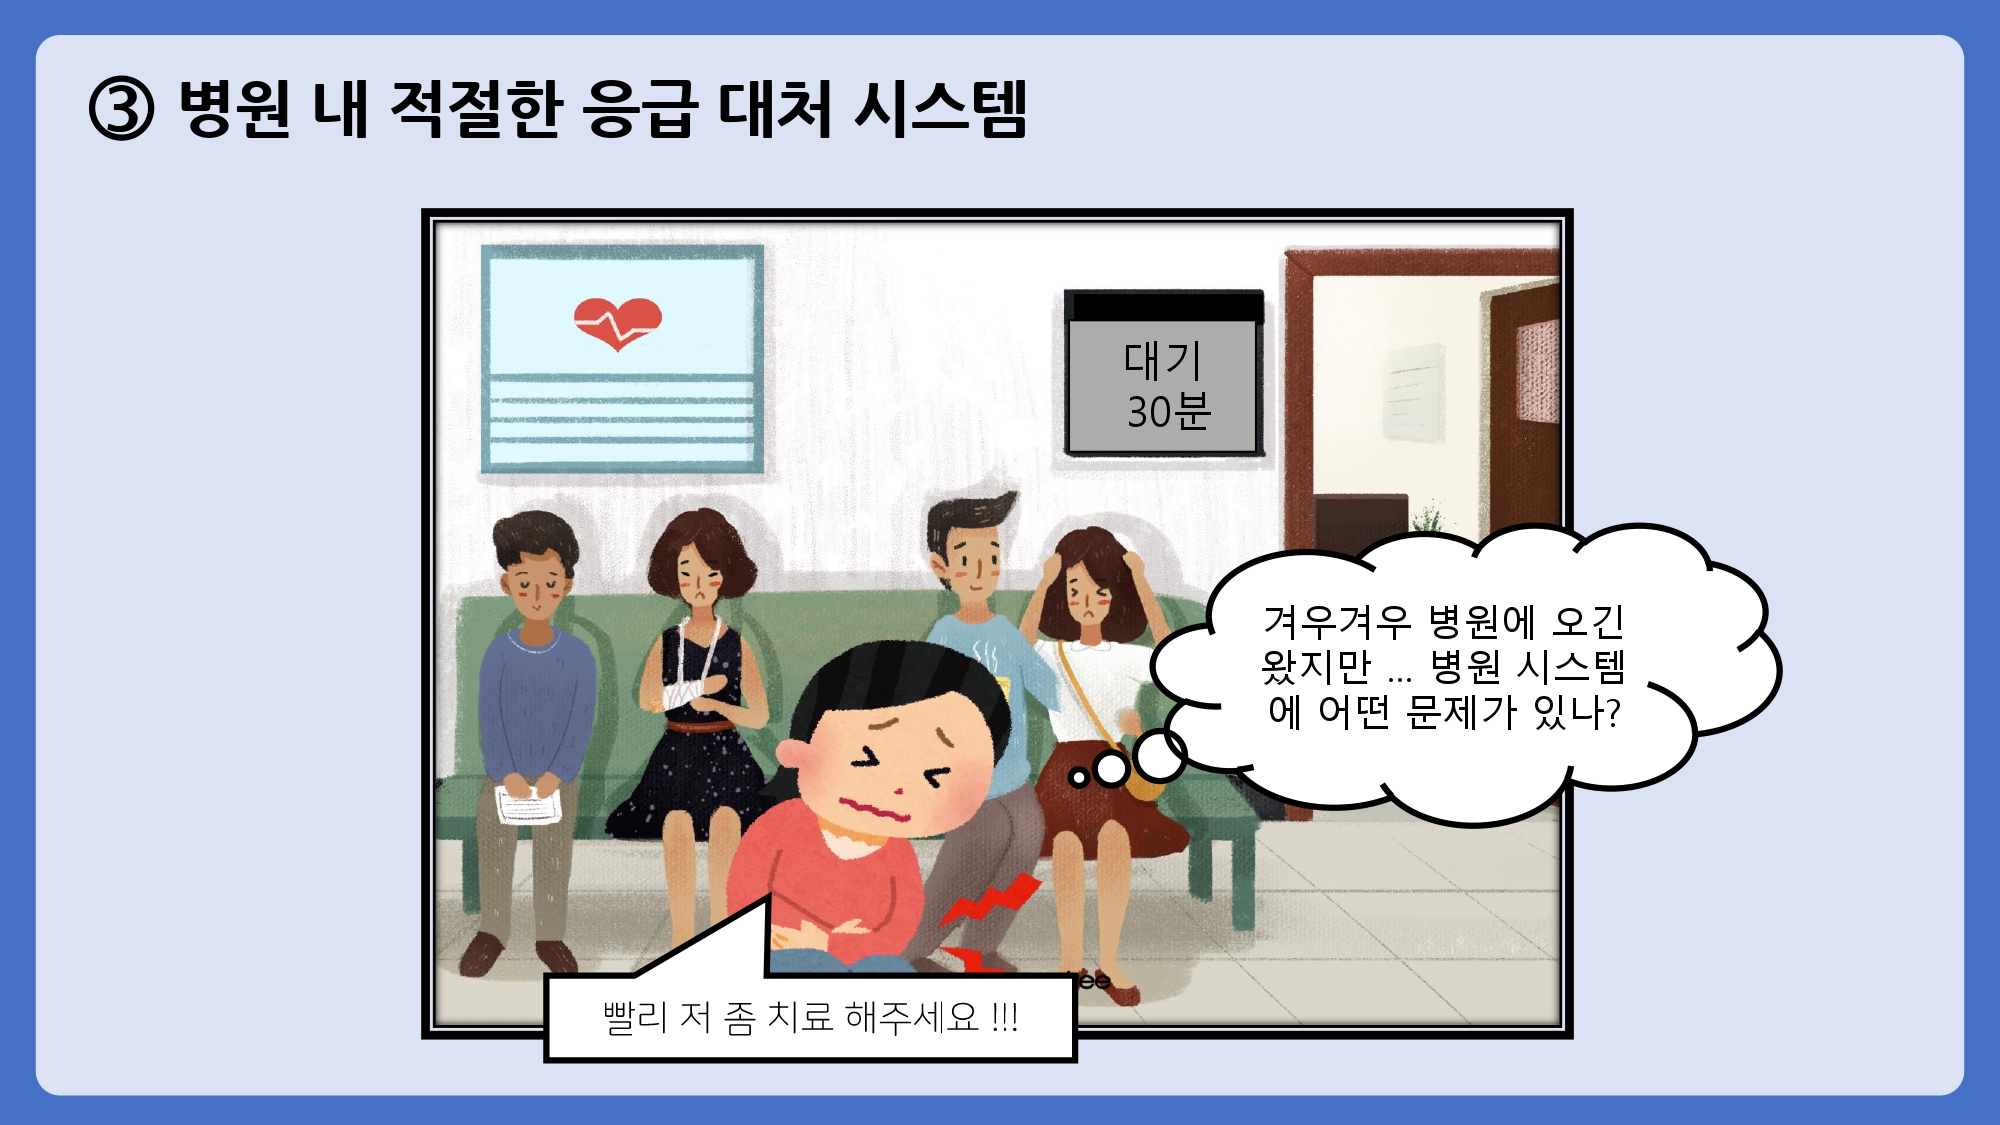 ③ 병원 내 적절한 응급 대처 시스템
대기
30분
겨우겨우 병원에 오긴
왔지만 ... 병원 시스템
에 어떤 문제가 있나?
빨리 저 좀 치료 해주세요 !!!